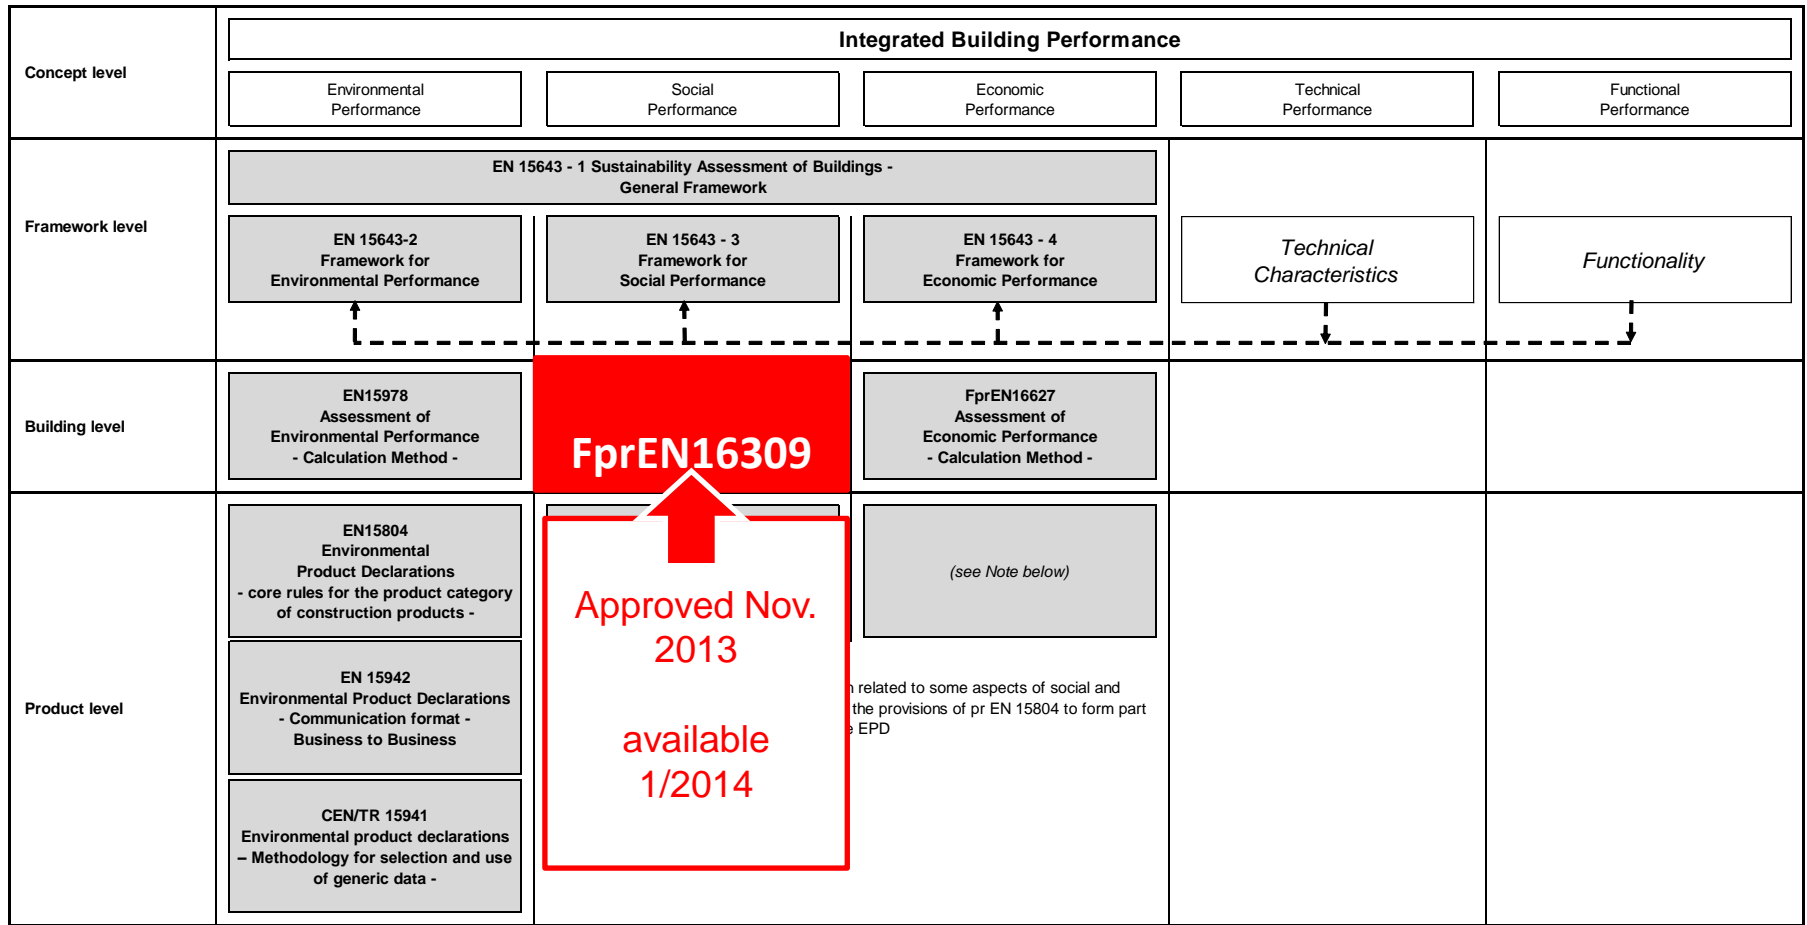 Integrated Building Performance
Concept level
Environmental
Performance
Social
Performance
Economic
Performance
Technical
Performance
Functional
Performance
EN 15643 - 1 Sustainability Assessment of Buildings -
General Framework
Framework level
EN 15643-2
Framework for
Environmental Performance
EN 15643 - 3
Framework for
Social Performance
EN 15643 - 4
Framework for
Economic Performance
Technical
Characteristics
Functionality
Building level
EN15978
Assessment of
Environmental Performance
- Calculation Method -
FprEN16309
FprEN16627
Assessment of
Economic Performance
- Calculation Method -
Product level
EN15804
Environmental
Product Declarations
- core rules for the product category
of construction products -
EN 15942
Environmental Product Declarations
- Communication format -
Business to Business
CEN/TR 15941
Environmental product declarations
– Methodology for selection and use
of generic data -
Approved Nov.
2013
available
1/2014
(see Note below)
related to some aspects of social and
the provisions of pr EN 15804 to form part
EPD